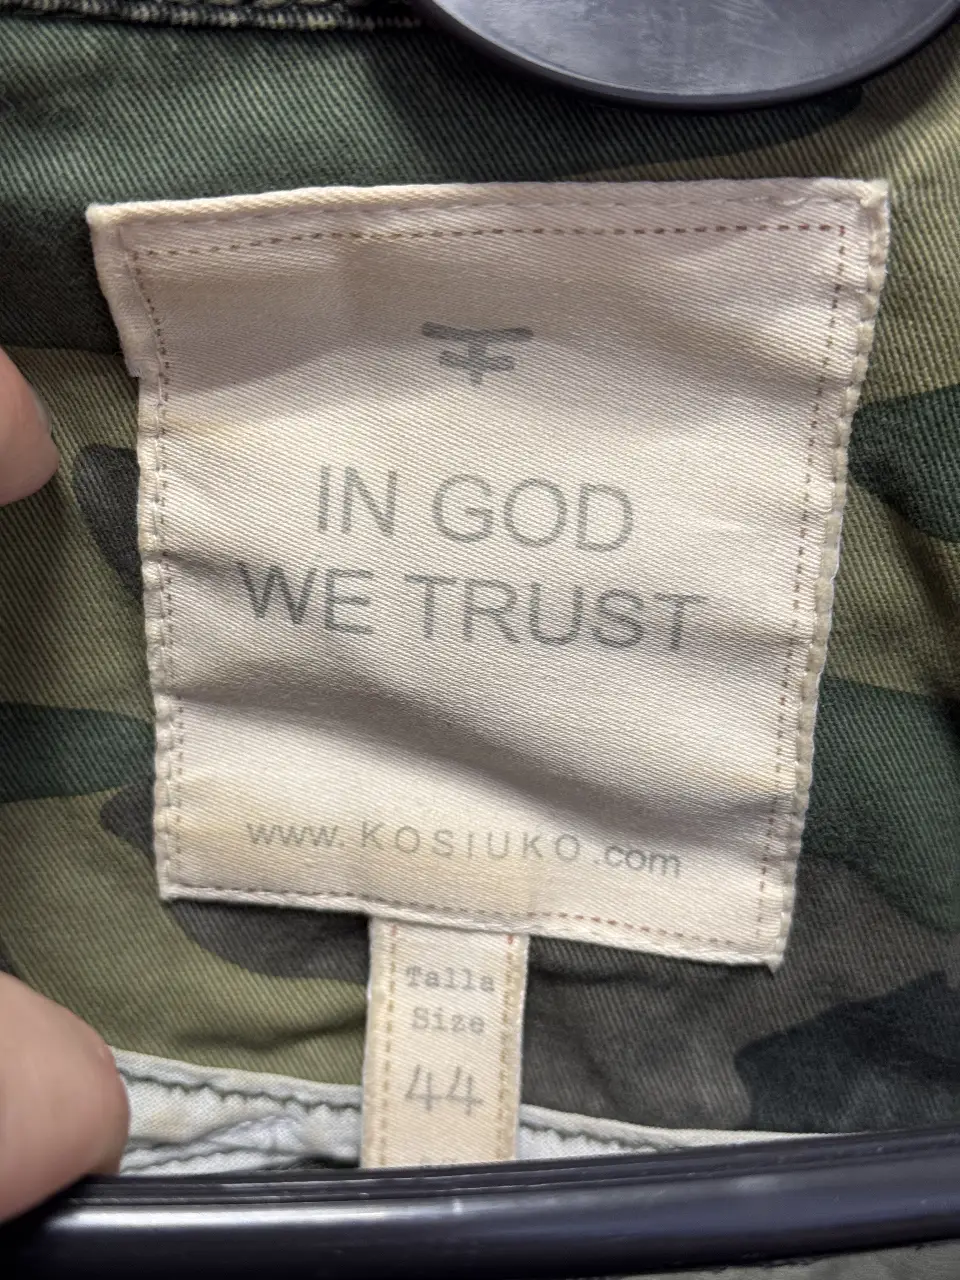 IN GOD
WE TRUST
www.KOSIUKO.com
Talla
Size
44